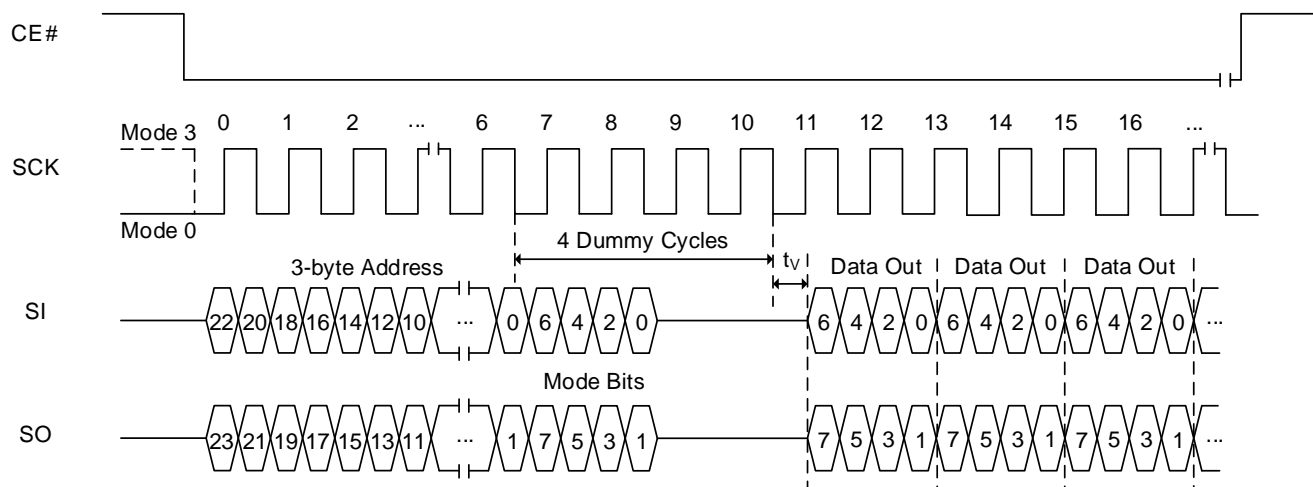 CE#
0 1 2 ... 6 7 8 9 10 11 12 13 14 15 16 ...
Mode 3
SCK
Mode 0
4 Dummy Cycles
tV
3-byte Address
Data Out Data Out Data Out
SI
22 20 18 16 14 12 10 ... 0 6 4 2 0 6 4 2 0 6 4 2 0 6 4 2 0 ...
Mode Bits
SO
23 21 19 17 15 13 11 ... 1 7 5 3 1 7 5 3 1 7 5 3 1 7 5 3 1 ...